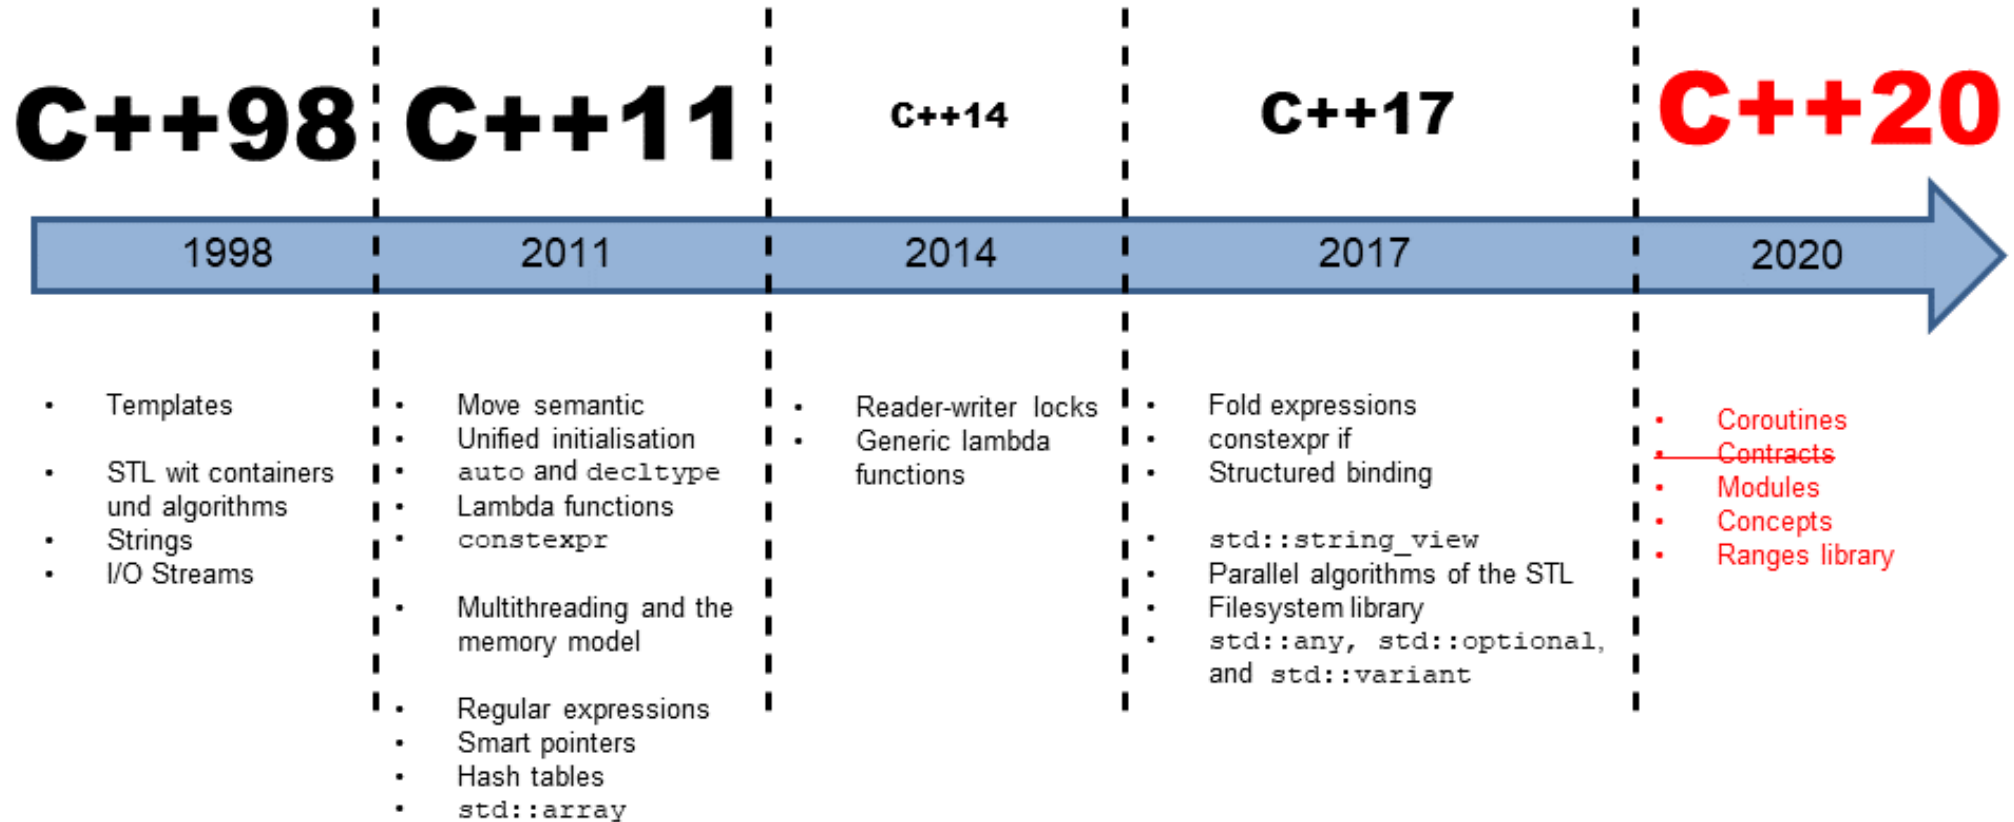 C++98
C++11
C++14
C++17
C++20
1998
2011
2014
2017
2020
• Templates
• STL wit containers
und algorithms
• Strings
• I/O Streams
• Move semantic
• Unified initialisation
• auto and decltype
• Lambda functions
• constexpr
• Multithreading and the
memory model
• Regular expressions
• Smart pointers
• Hash tables
• std::array
• Reader-writer locks
• Generic lambda
functions
• Fold expressions
• constexpr if
• Structured binding
• std::string_view
• Parallel algorithms of the STL
• Filesystem library
• std::any, std::optional,
and std::variant
• Coroutines
• Contracts
• Modules
• Concepts
• Ranges library